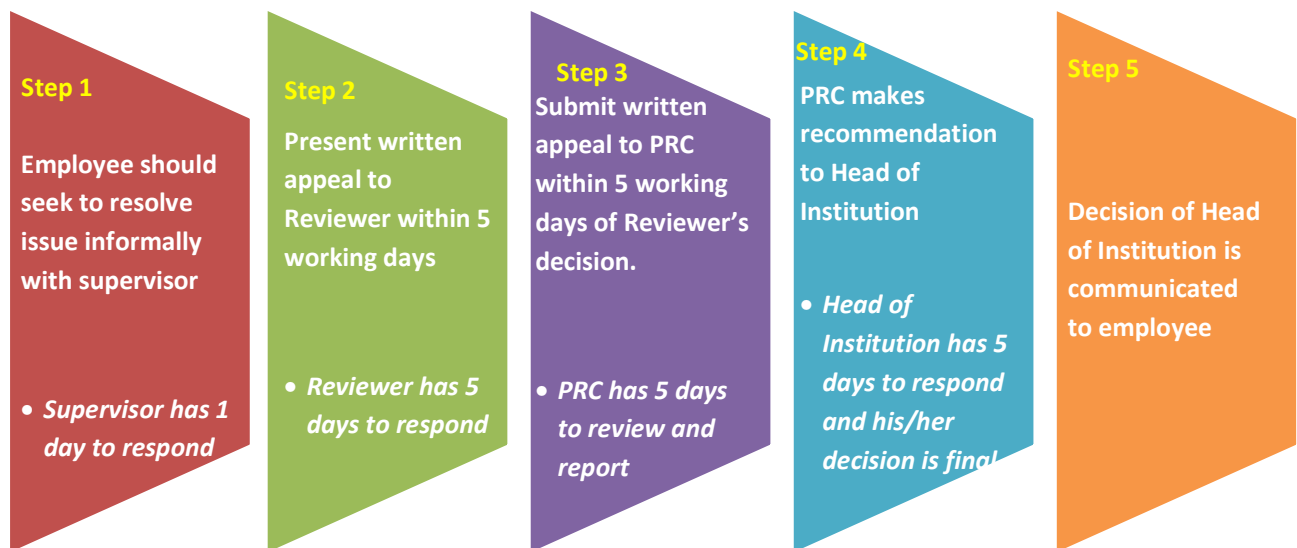 Step 1
Employee should
seek to resolve
issue informally
with supervisor
• Supervisor has 1
day to respond
Step 2
Present written
appeal to
Reviewer within 5
working days
• Reviewer has 5
days to respond
Step 3
Submit written
appeal to PRC
within 5 working
days of Reviewer’s
decision.
• PRC has 5 days
to review and
report
Step 4
PRC makes
recommendation
to Head of
Institution
• Head of
Institution has 5
days to respond
and his/her
decision is final
Step 5
Decision of Head
of Institution is
communicated
to employee